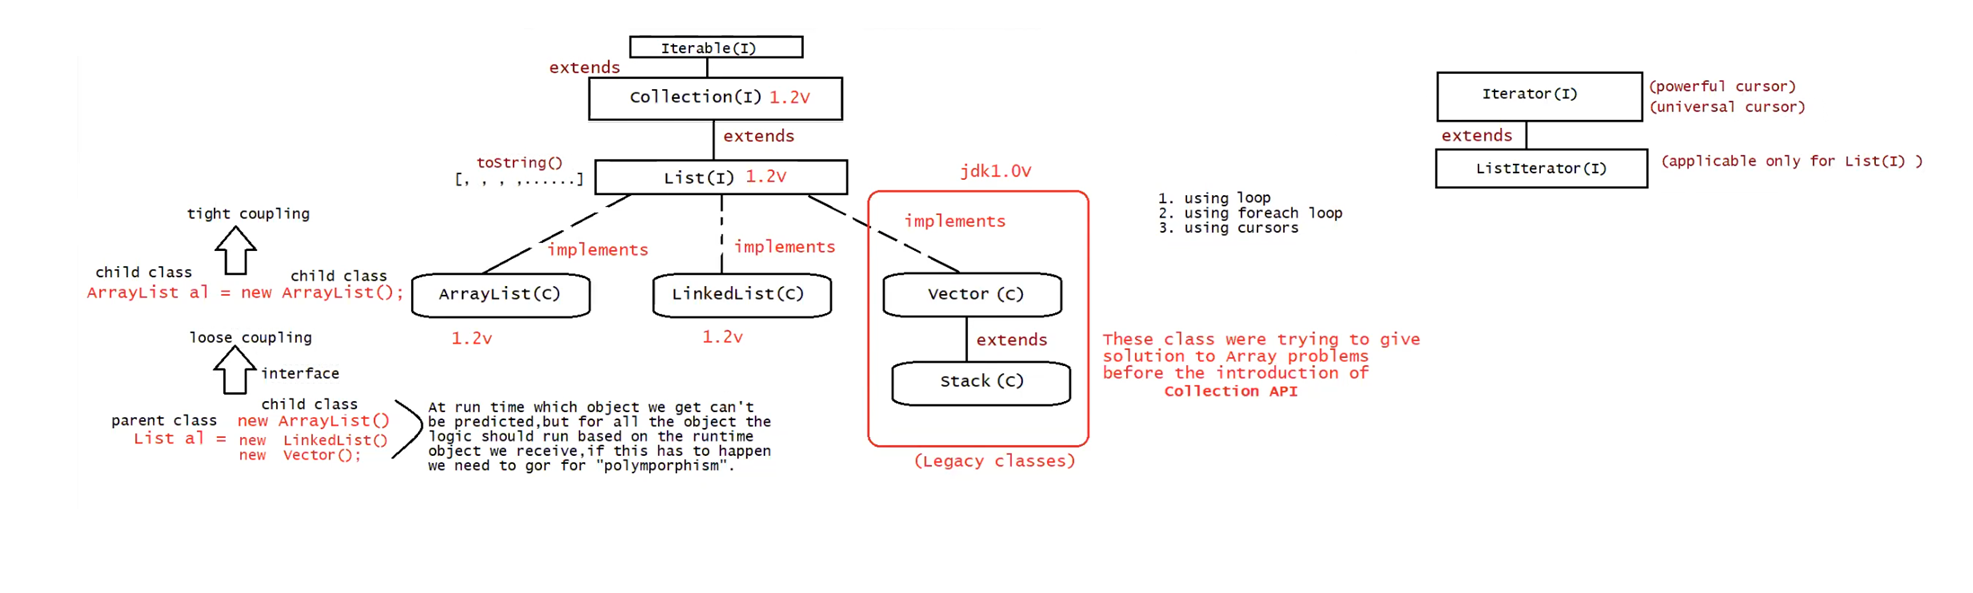 Iterable(I)
extends
Collection(I) 1.2v
extends
toString()
[, , , ,......]
List(I) 1.2v
implements
implements
implements
ArrayList(C)
1.2v
LinkedList(C)
1.2v
jdk1.0v
Vector (C)
extends
Stack (C)
(Legacy classes)
These class were trying to give
solution to Array problems
before the introduction of
Collection API
tight coupling
child class
child class
ArrayList al = new ArrayList();
loose coupling
interface
child class
parent class new ArrayList()
List al = new LinkedList()
new Vector();
At run time which object we get can't
be predicted,but for all the object the
logic should run based on the runtime
object we receive,if this has to happen
we need to gor for "polymporphism".
1. using loop
2. using foreach loop
3. using cursors
Iterator(I)
(powerful cursor)
(universal cursor)
extends
ListIterator(I)
(applicable only for List(I) )